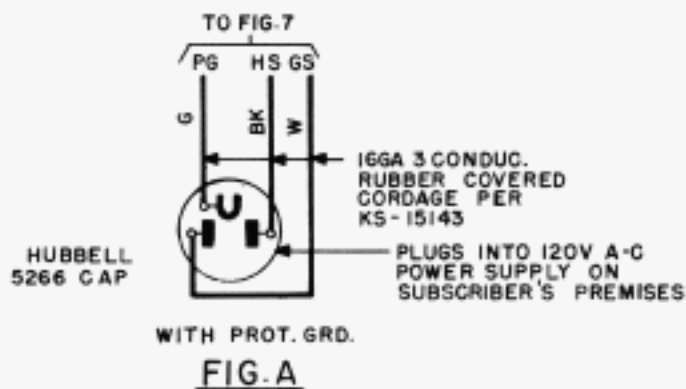 TO FIG.7
PG HS GS
G BK W
16GA 3 CONDUC.
RUBBER COVERED
CORDAGE PER
KS-15143
HUBBELL
5266 CAP
PLUGS INTO 120V A-C
POWER SUPPLY ON
SUBSCRIBER'S PREMISES
WITH PROT. GRD.
FIG. A